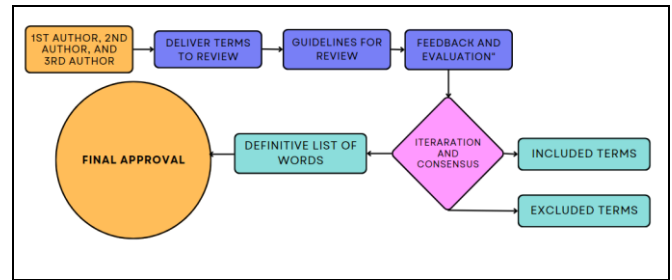 1ST AUTHOR, 2ND
AUTHOR, AND
3RD AUTHOR
DELIVER TERMS
TO REVIEW
GUIDELINES FOR
REVIEW
FEEDBACK AND
EVALUATION"
ITERARATION
AND
CONSENSUS
INCLUDED TERMS
EXCLUDED TERMS
DEFINITIVE LIST OF
WORDS
FINAL APPROVAL